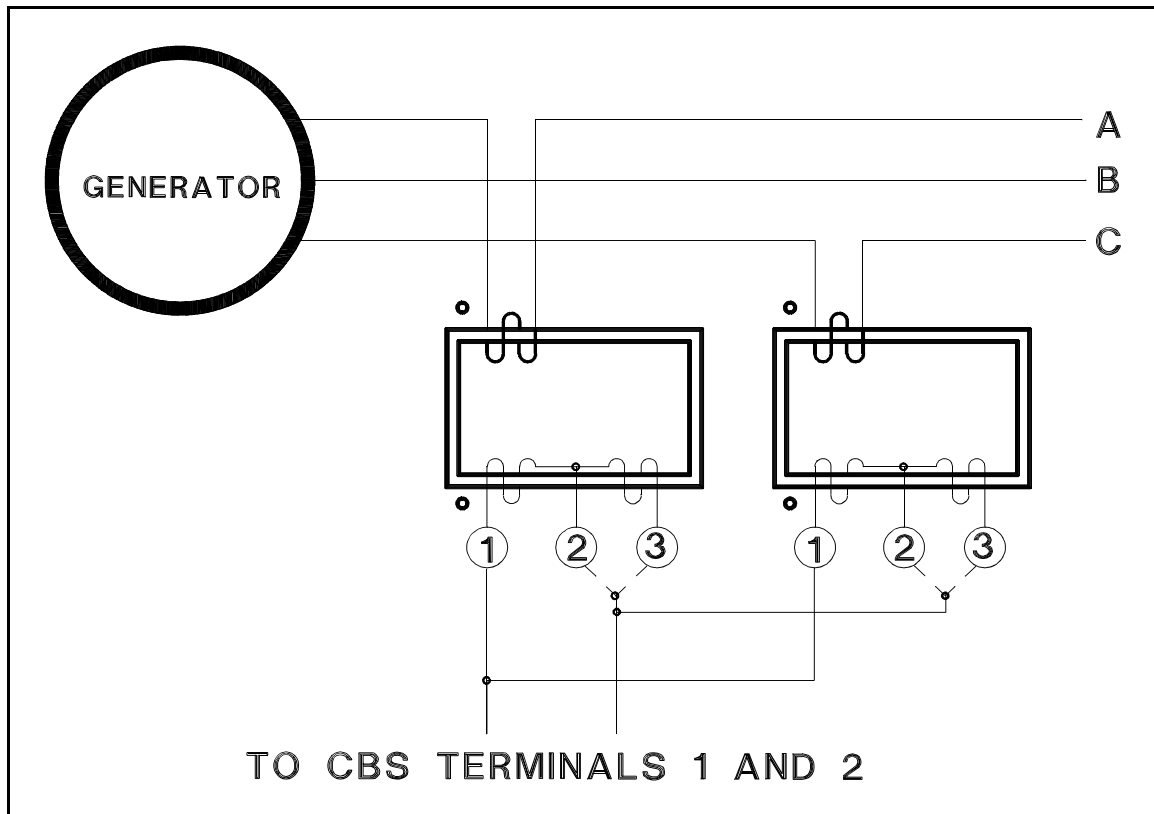 GENERATOR
A
B
C
1 2 3 1 2 3
TO CBS TERMINALS 1 AND 2